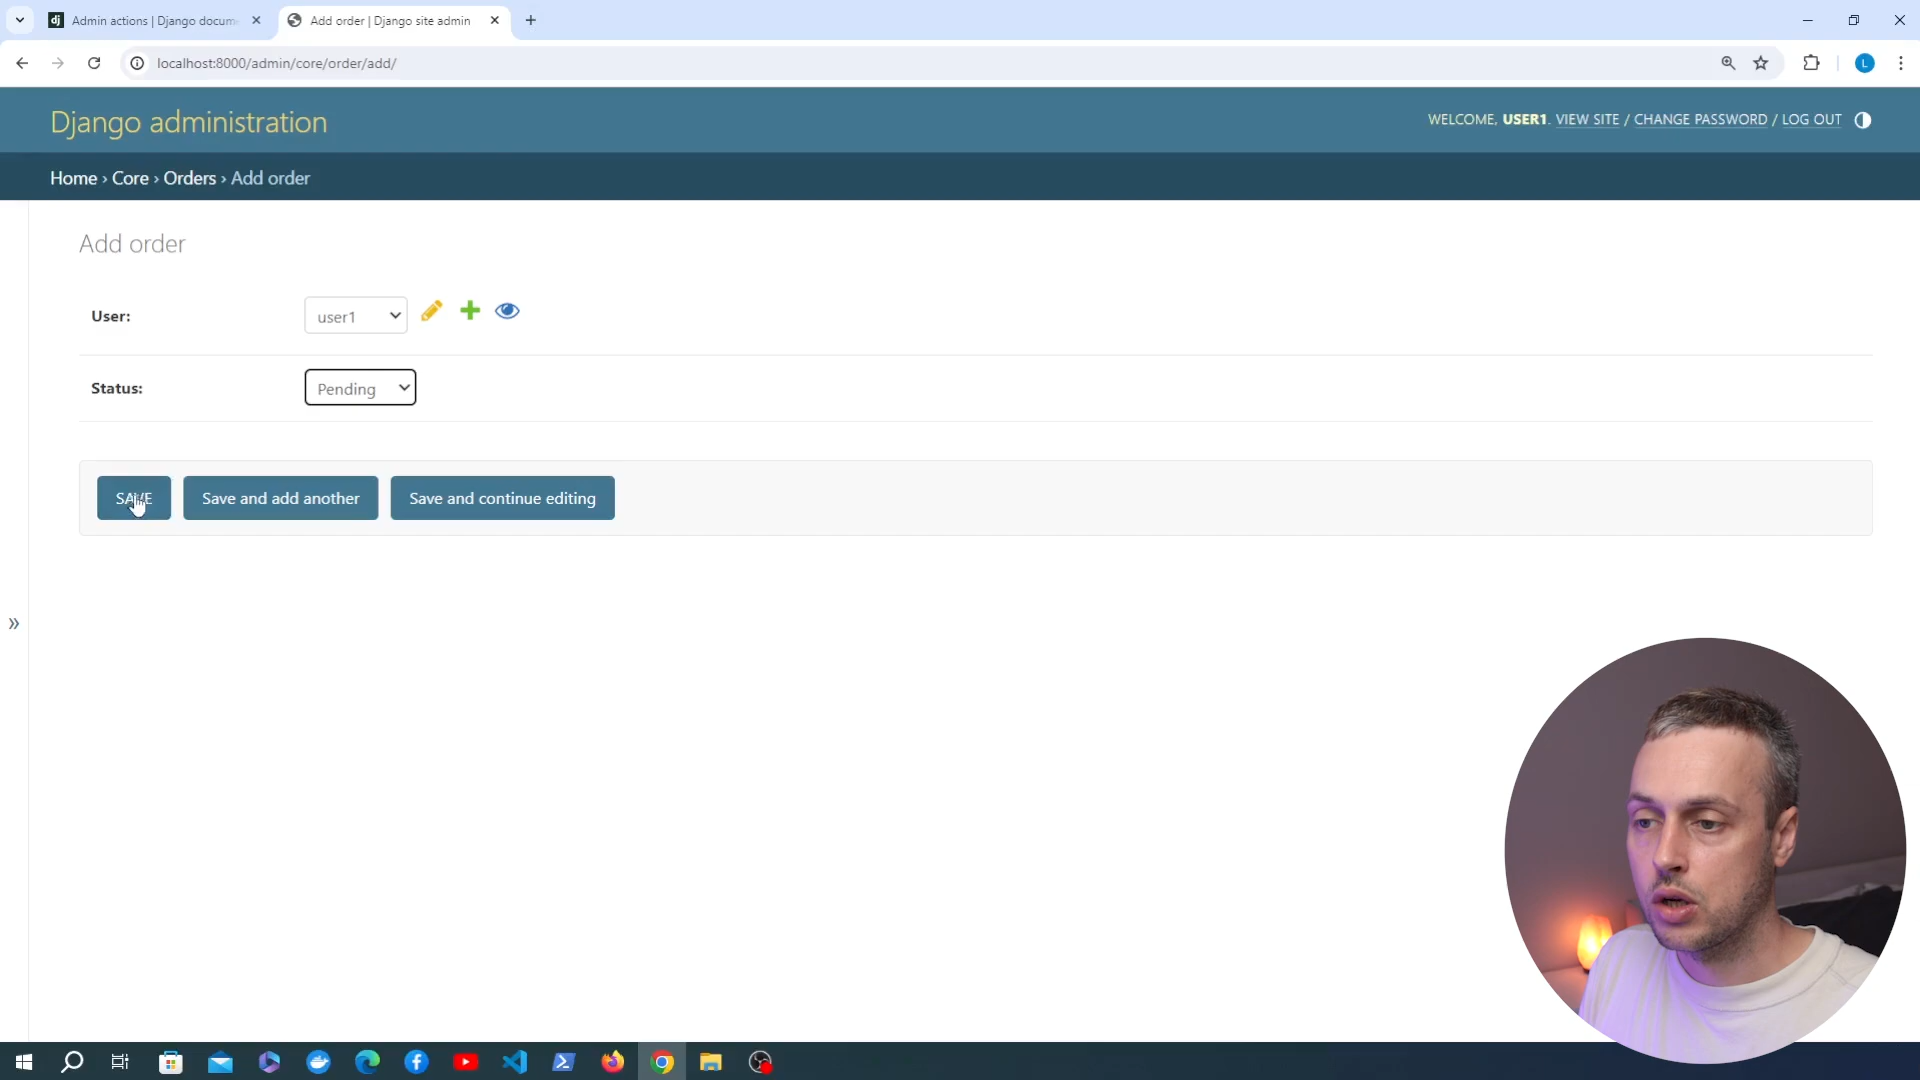 Admin actions | Django docum
Add order | Django site admin
localhost:8000/admin/core/order/add/
L
Django administration
WELCOME, USER1. VIEW SITE / CHANGE PASSWORD / LOG OUT
Home › Core › Orders › Add order
Add order
User:
user1
Status:
Pending
SAVE
Save and add another
Save and continue editing
»